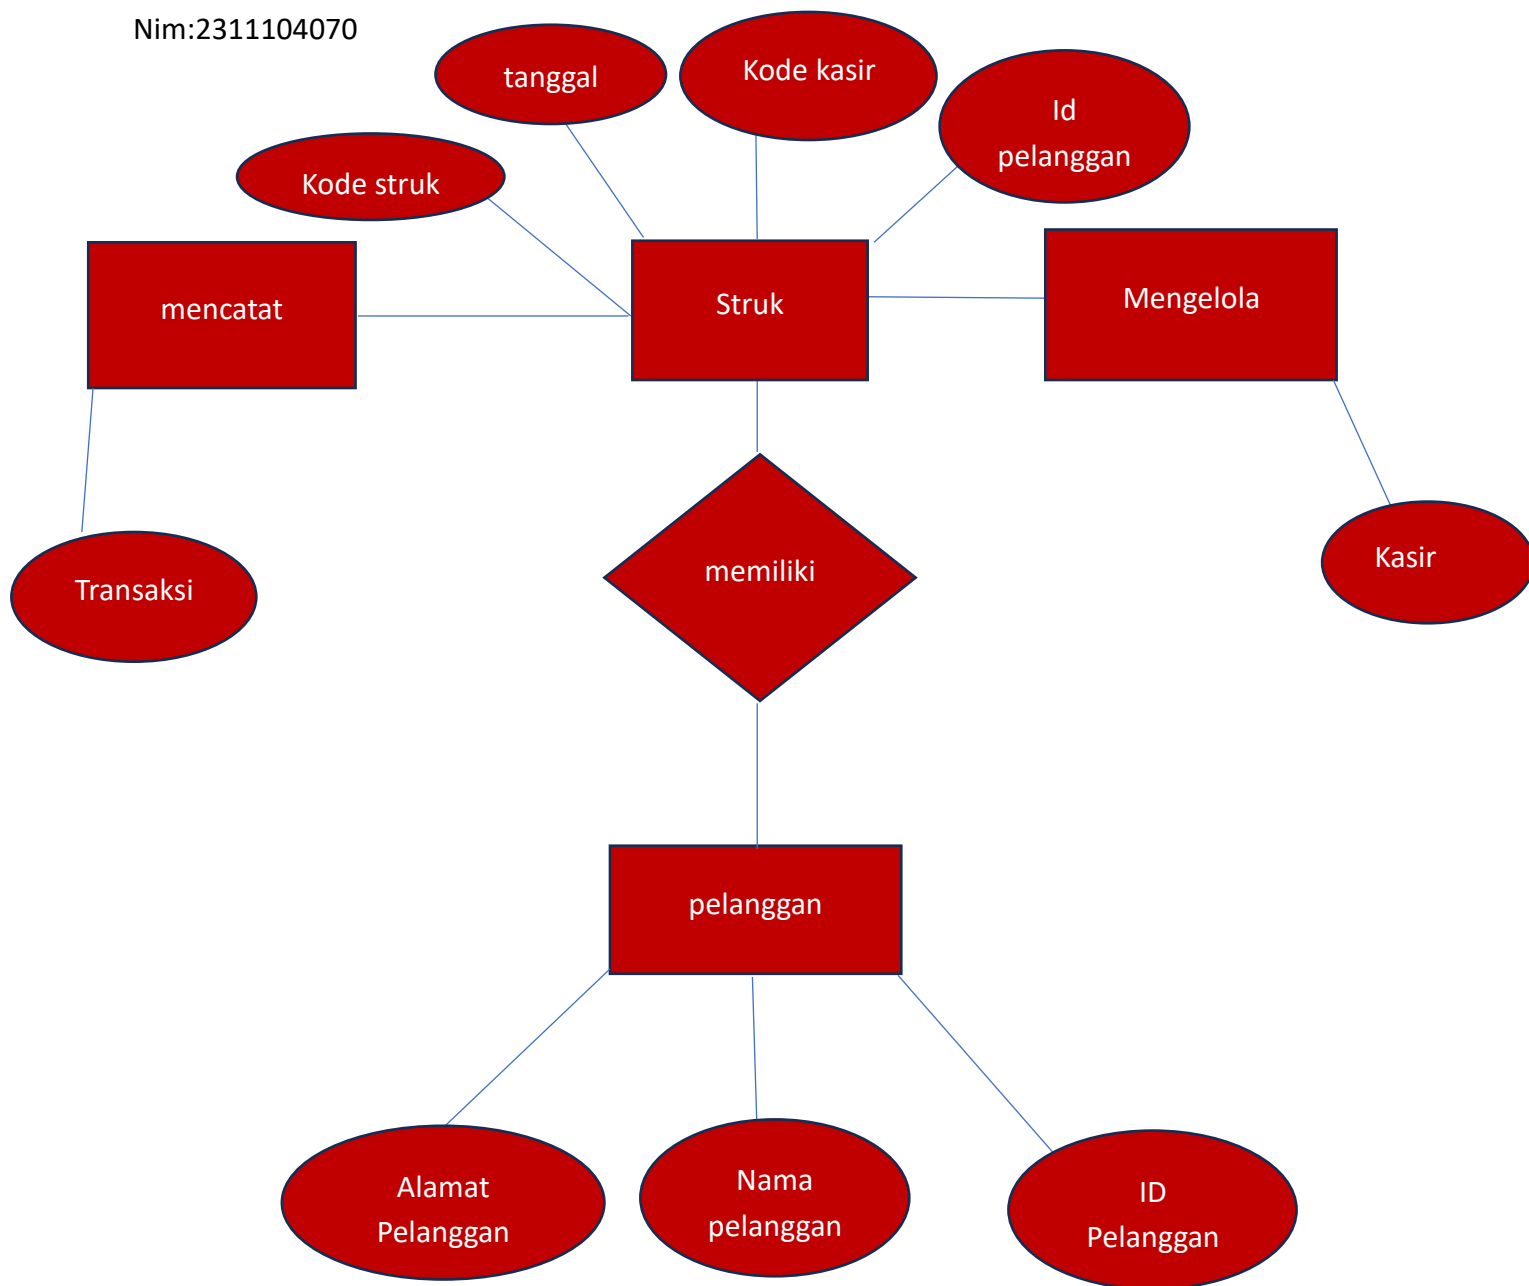 Nim:2311104070
tanggal
Kode kasir
Id
pelanggan
Kode struk
mencatat
Struk
Mengelola
Transaksi
memiliki
Kasir
pelanggan
Alamat
Pelanggan
Nama
pelanggan
ID
Pelanggan